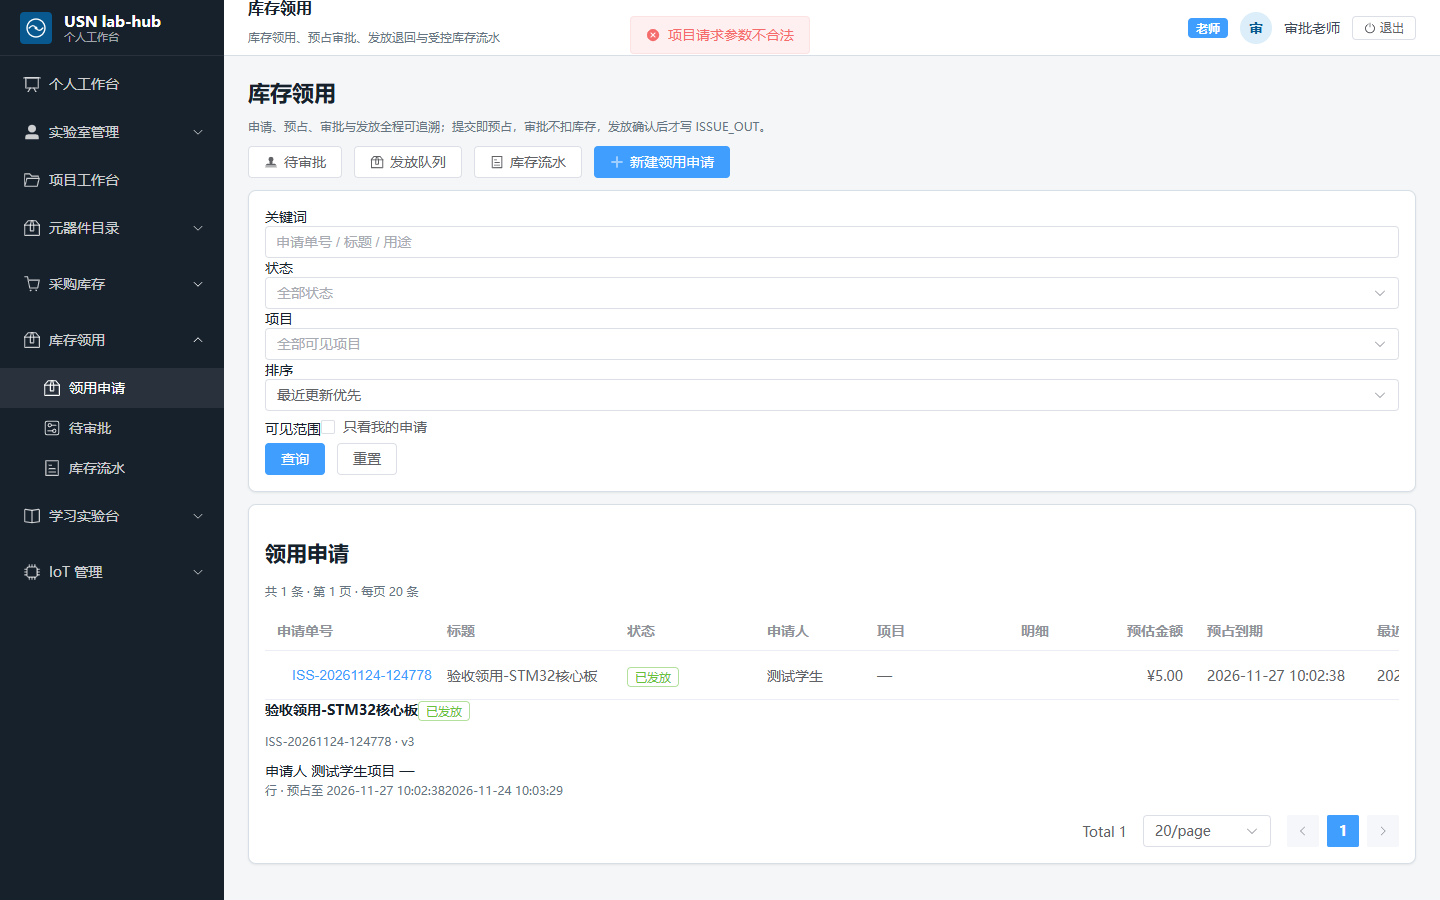 USN lab-hub
个人工作台
库存领用
库存领用、预占审批、发放退回与受控库存流水
项目请求参数不合法
老师
审
审批老师
退出
个人工作台
实验室管理
项目工作台
元器件目录
采购库存
库存领用
领用申请
待审批
库存流水
学习实验台
IoT 管理
库存领用
申请、预占、审批与发放全程可追溯；提交即预占，审批不扣库存，发放确认后才写 ISSUE_OUT。
待审批
发放队列
库存流水
新建领用申请
关键词
申请单号 / 标题 / 用途
状态
全部状态
项目
全部可见项目
排序
最近更新优先
可见范围 只看我的申请
查询
重置
领用申请
共 1 条 · 第 1 页 · 每页 20 条
申请单号 标题 状态 申请人 项目 明细 预估金额 预占到期 最近
ISS-20261124-124778 验收领用-STM32核心板 已发放 测试学生 — ¥5.00 2026-11-27 10:02:38 202
验收领用-STM32核心板 已发放
ISS-20261124-124778 · v3
申请人 测试学生项目 —
行 · 预占至 2026-11-27 10:02:382026-11-24 10:03:29
Total 1
20/page
1